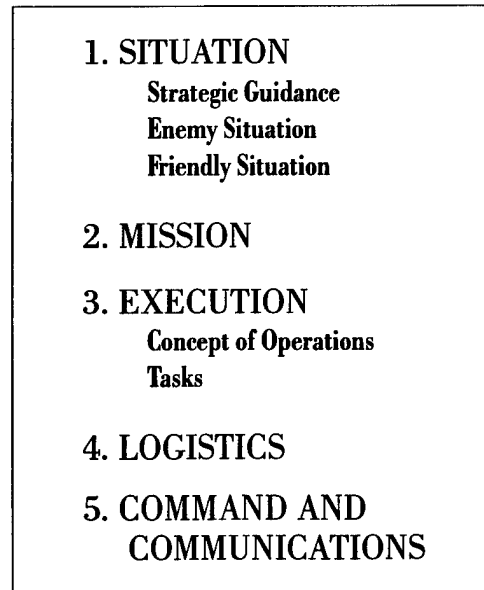 1. SITUATION
Strategic Guidance
Enemy Situation
Friendly Situation
2. MISSION
3. EXECUTION
Concept of Operations
Tasks
4. LOGISTICS
5. COMMAND AND
COMMUNICATIONS